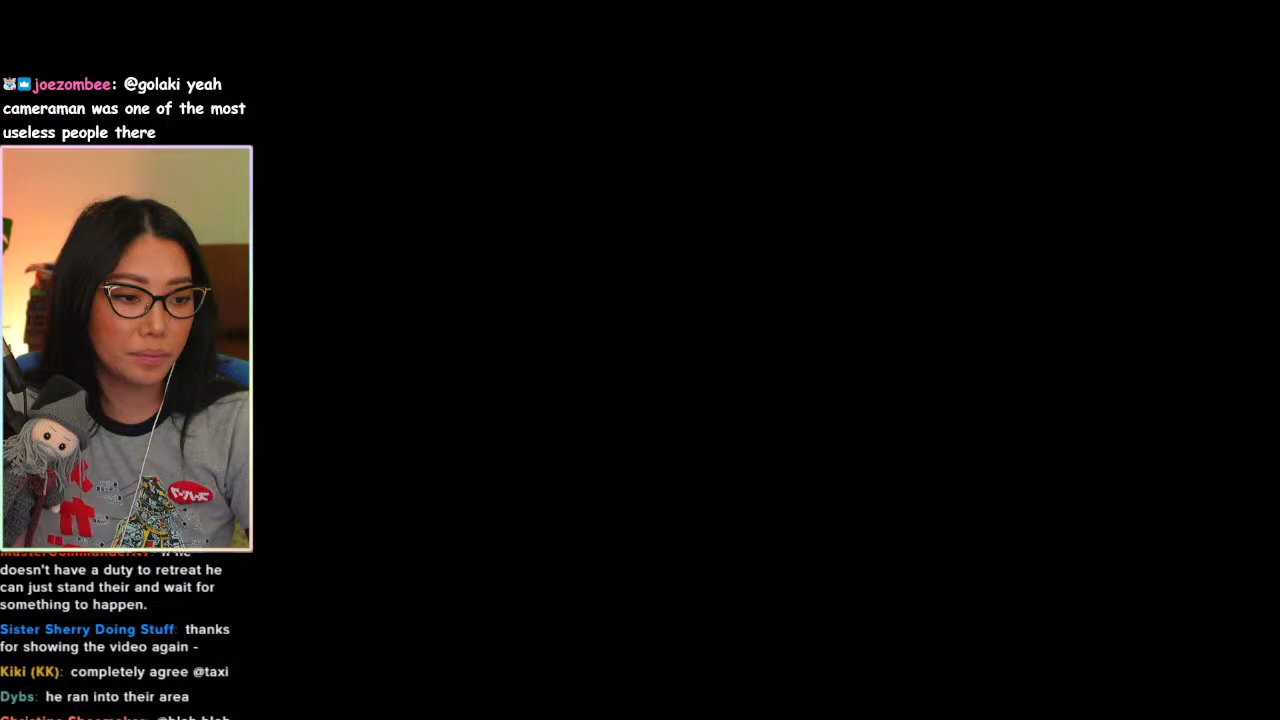 joezombee: @golaki yeah
cameraman was one of the most
useless people there
doesn't have a duty to retreat he
can just stand their and wait for
something to happen.
Sister Sherry Doing Stuff: thanks
for showing the video again -
Kiki (KK): completely agree @taxi
Dybs: he ran into their area